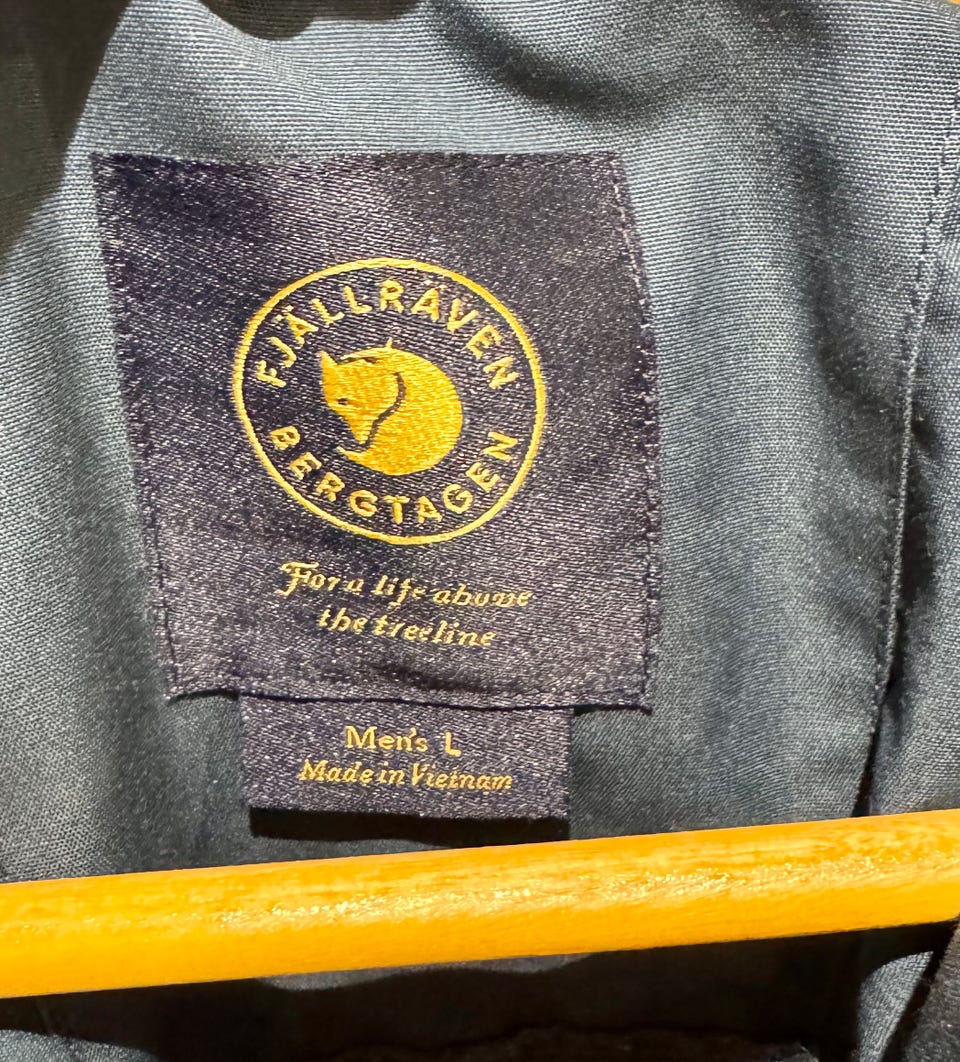 FJÄLLRÄVEN
BERGTAGEN
For a life above
the treeline
Men's L
Made in Vietnam